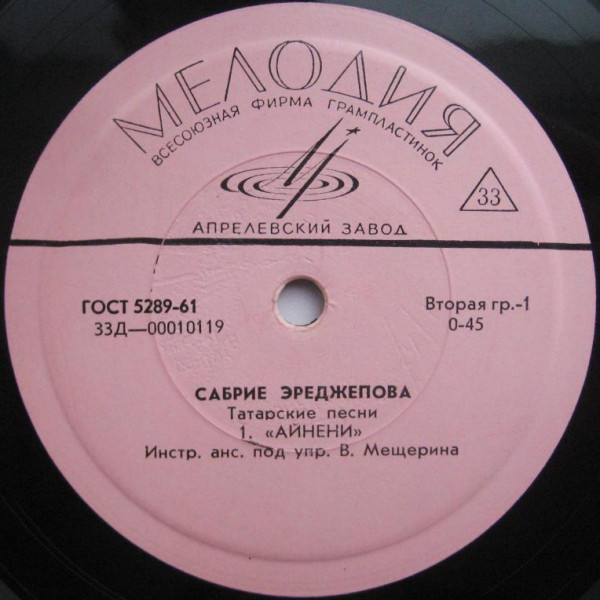 МЕЛОДИЯ
ВСЕСОЮЗНАЯ ФИРМА ГРАМПЛАСТИНОК
33
АПРЕЛЕВСКИЙ ЗАВОД
ГОСТ 5289-61
33Д—00010119
Вторая гр.-1
0-45
САБРИЕ ЭРЕДЖЕПОВА
Татарские песни
1. «АЙНЕНИ»
Инстр. анс. под упр. В. Мещерина